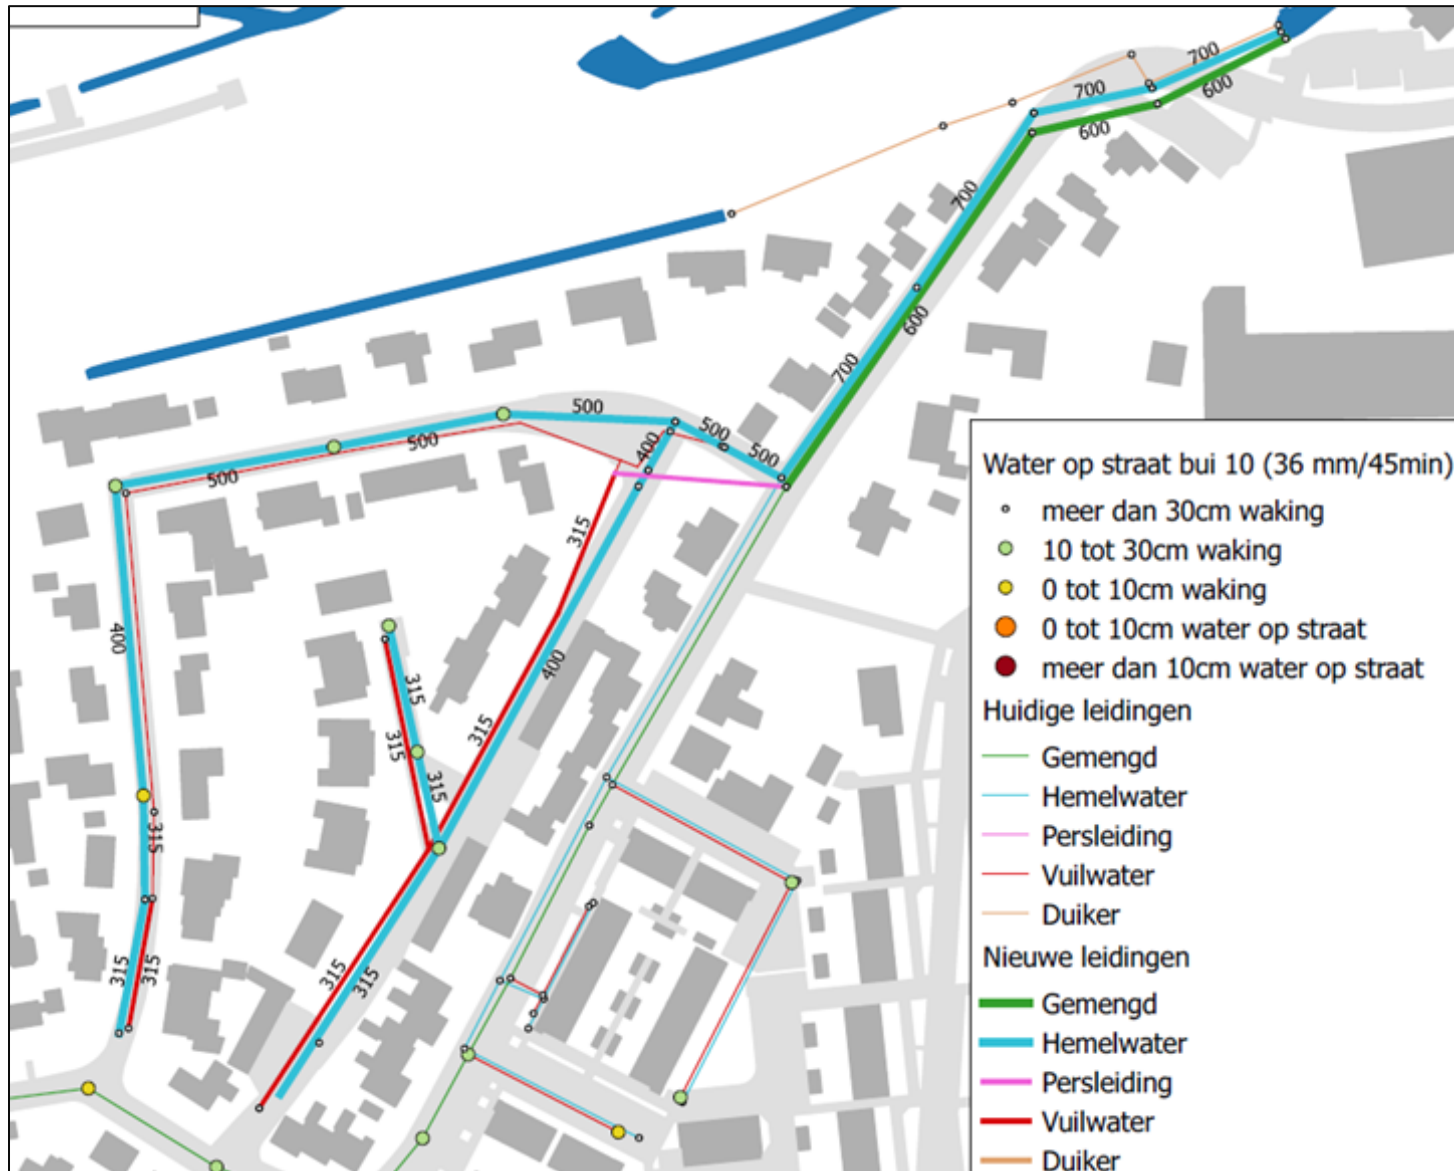 700
700
600
600
700
600
700
500
500
500
400
500
500
315
400
400
315
315
315
315
315
315
315
315
315
Water op straat bui 10 (36 mm/45min)
meer dan 30cm waking
10 tot 30cm waking
0 tot 10cm waking
0 tot 10cm water op straat
meer dan 10cm water op straat
Huidige leidingen
Gemengd
Hemelwater
Persleiding
Vuilwater
Duiker
Nieuwe leidingen
Gemengd
Hemelwater
Persleiding
Vuilwater
Duiker